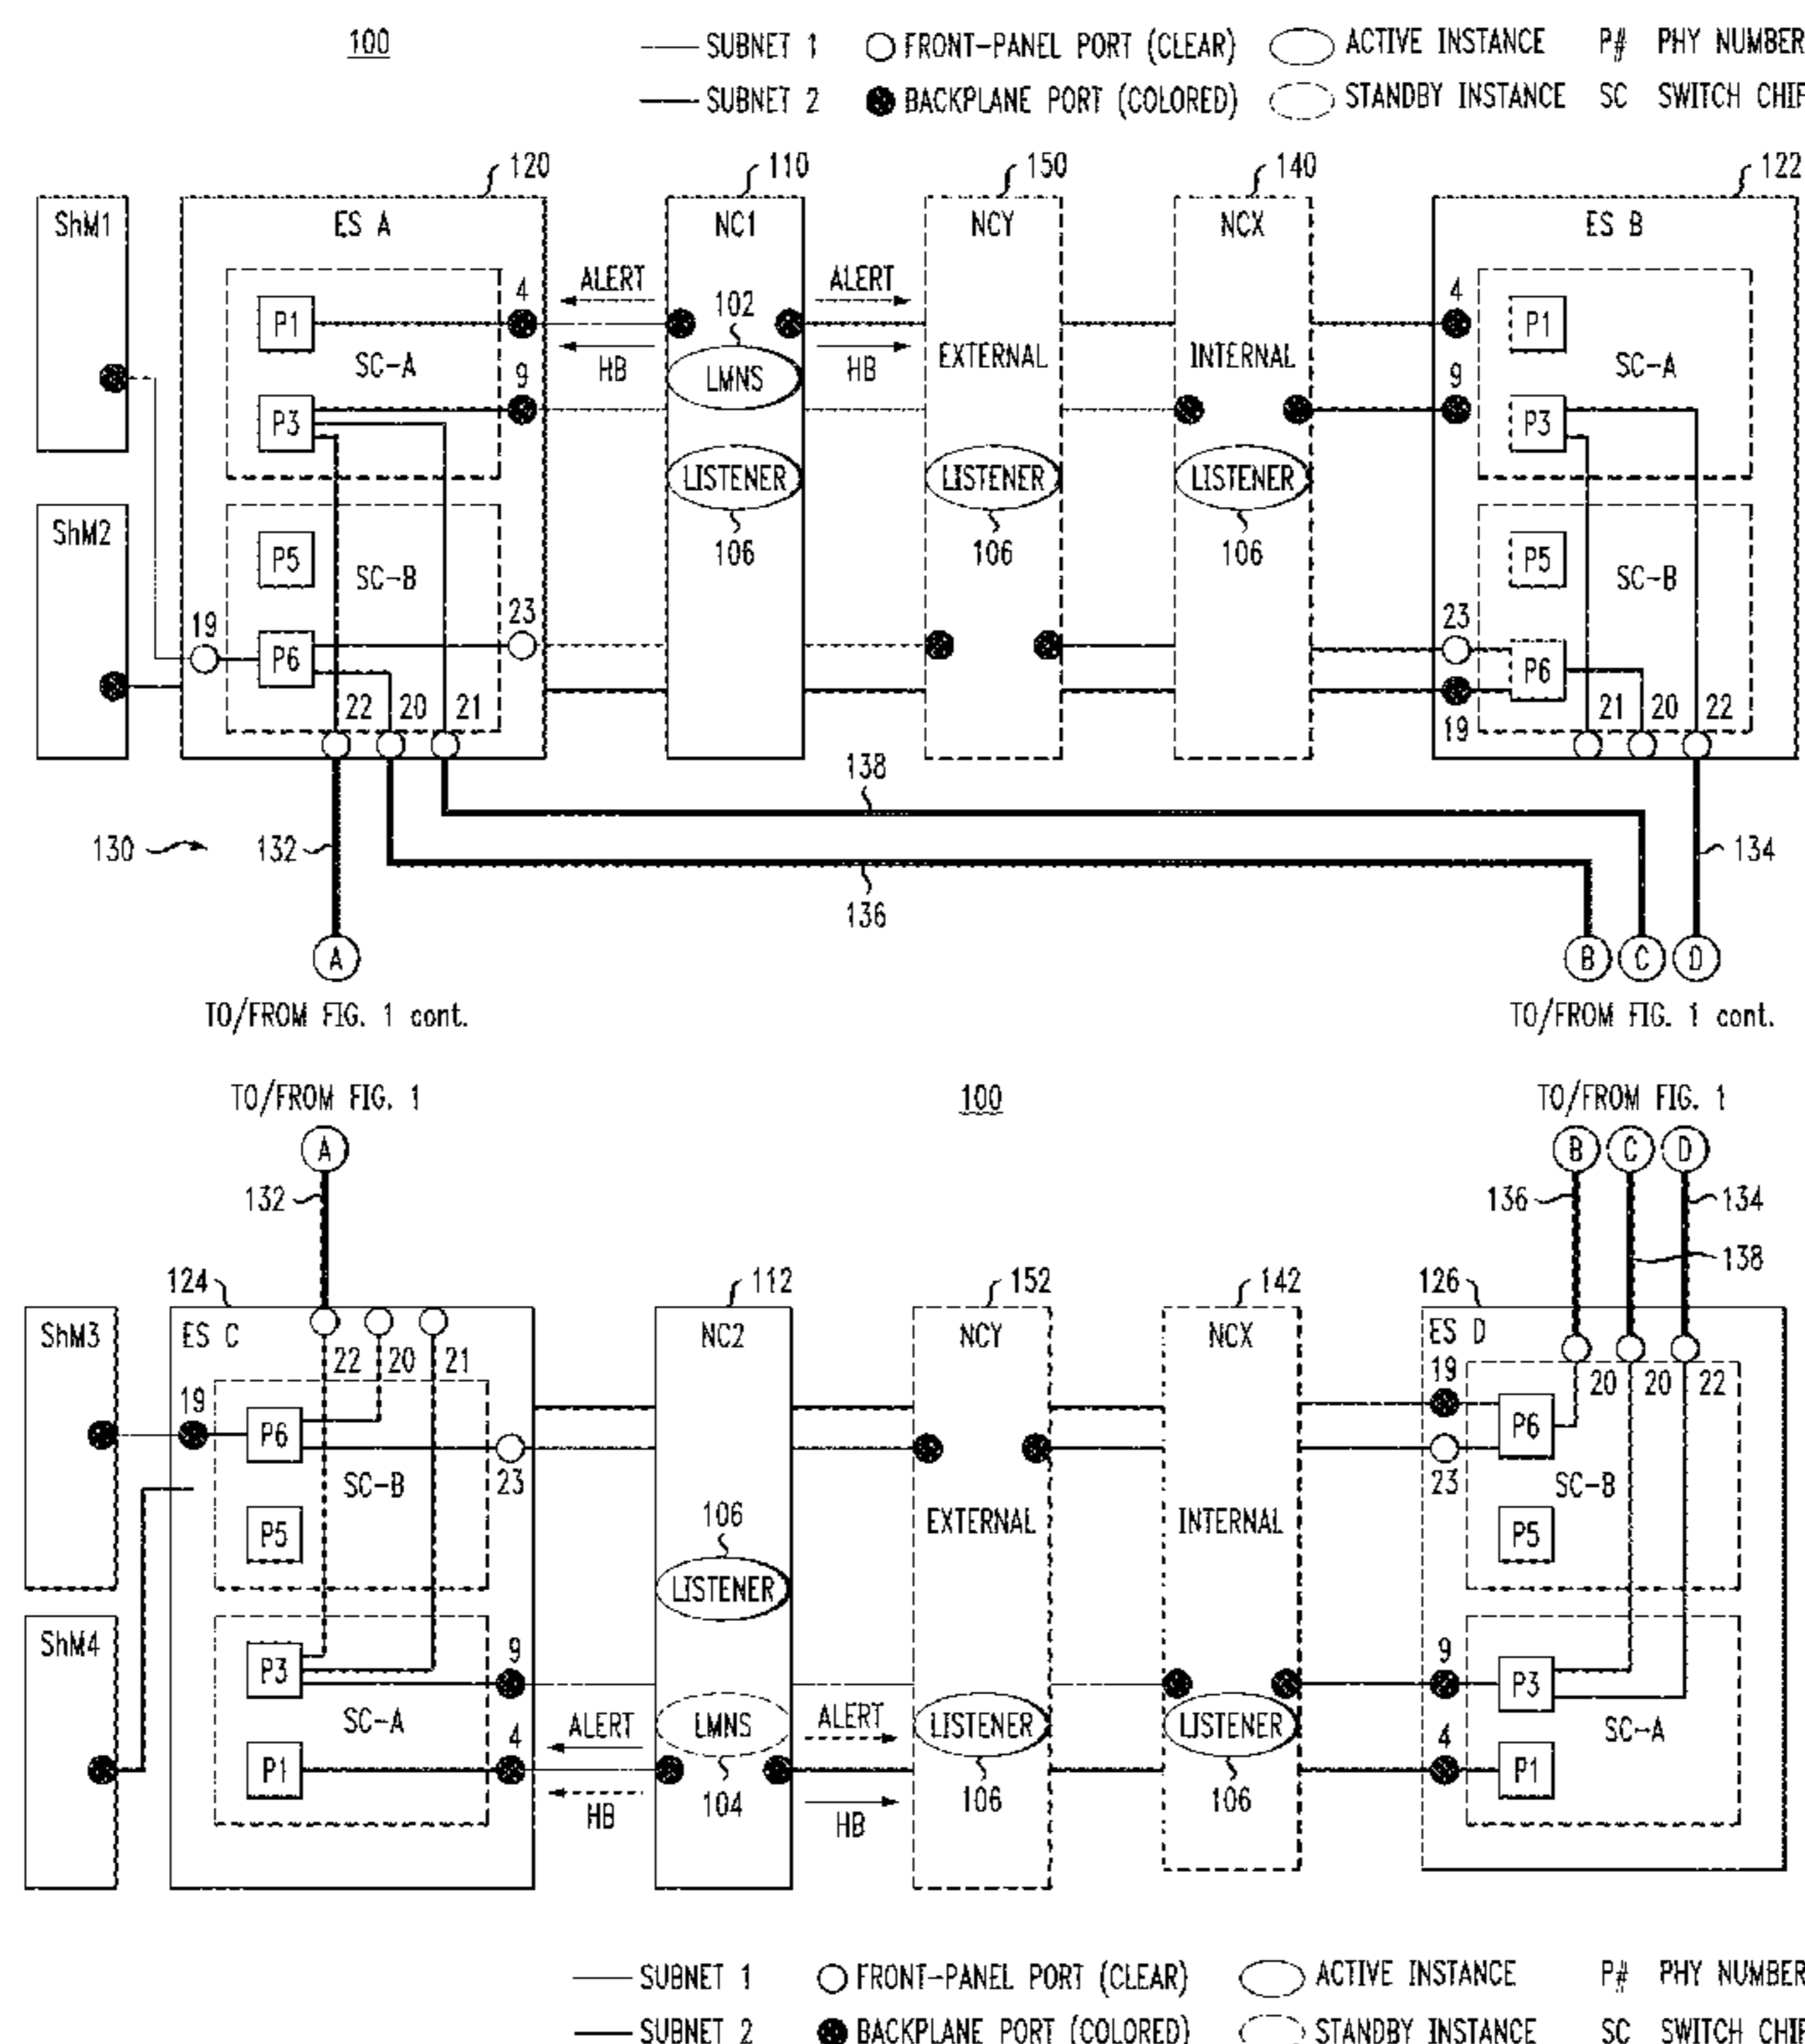 100
SUBNET 1 FRONT-PANEL PORT (CLEAR) ACTIVE INSTANCE P# PHY NUMBER
SUBNET 2 BACKPLANE PORT (COLORED) STANDBY INSTANCE SC SWITCH CHIP
120 110 150 140 122
ShM1 ES A NC1 NCY NCX ES B
4 ALERT ALERT 4
P1 102 P1
SC-A HB LMNS HB EXTERNAL INTERNAL SC-A
9 9
P3 P3
LISTENER LISTENER LISTENER
ShM2 106 106 106
P5 SC-B P5 SC-B
19 23 23
P6 P6
22 20 21 19 21 20 22
138
130 132 134
136
A B C D
TO/FROM FIG. 1 cont. TO/FROM FIG. 1 cont.
TO/FROM FIG. 1 100 TO/FROM FIG. 1
A B C D
132 136 134
138
124 112 152 142 126
ShM3 ES C NC2 NCY NCX ES D
22 20 21 19 20 20 22
19
P6 P6
SC-B 23 23 SC-B
P5 106 EXTERNAL INTERNAL P5
LISTENER
ShM4
P3 9 9 P3
SC-A ALERT LMNS ALERT LISTENER LISTENER SC-A
4 4
P1 P1
HB 104 HB 106 106
SUBNET 1 FRONT-PANEL PORT (CLEAR) ACTIVE INSTANCE P# PHY NUMBER
SUBNET 2 BACKPLANE PORT (COLORED) STANDBY INSTANCE SC SWITCH CHIP